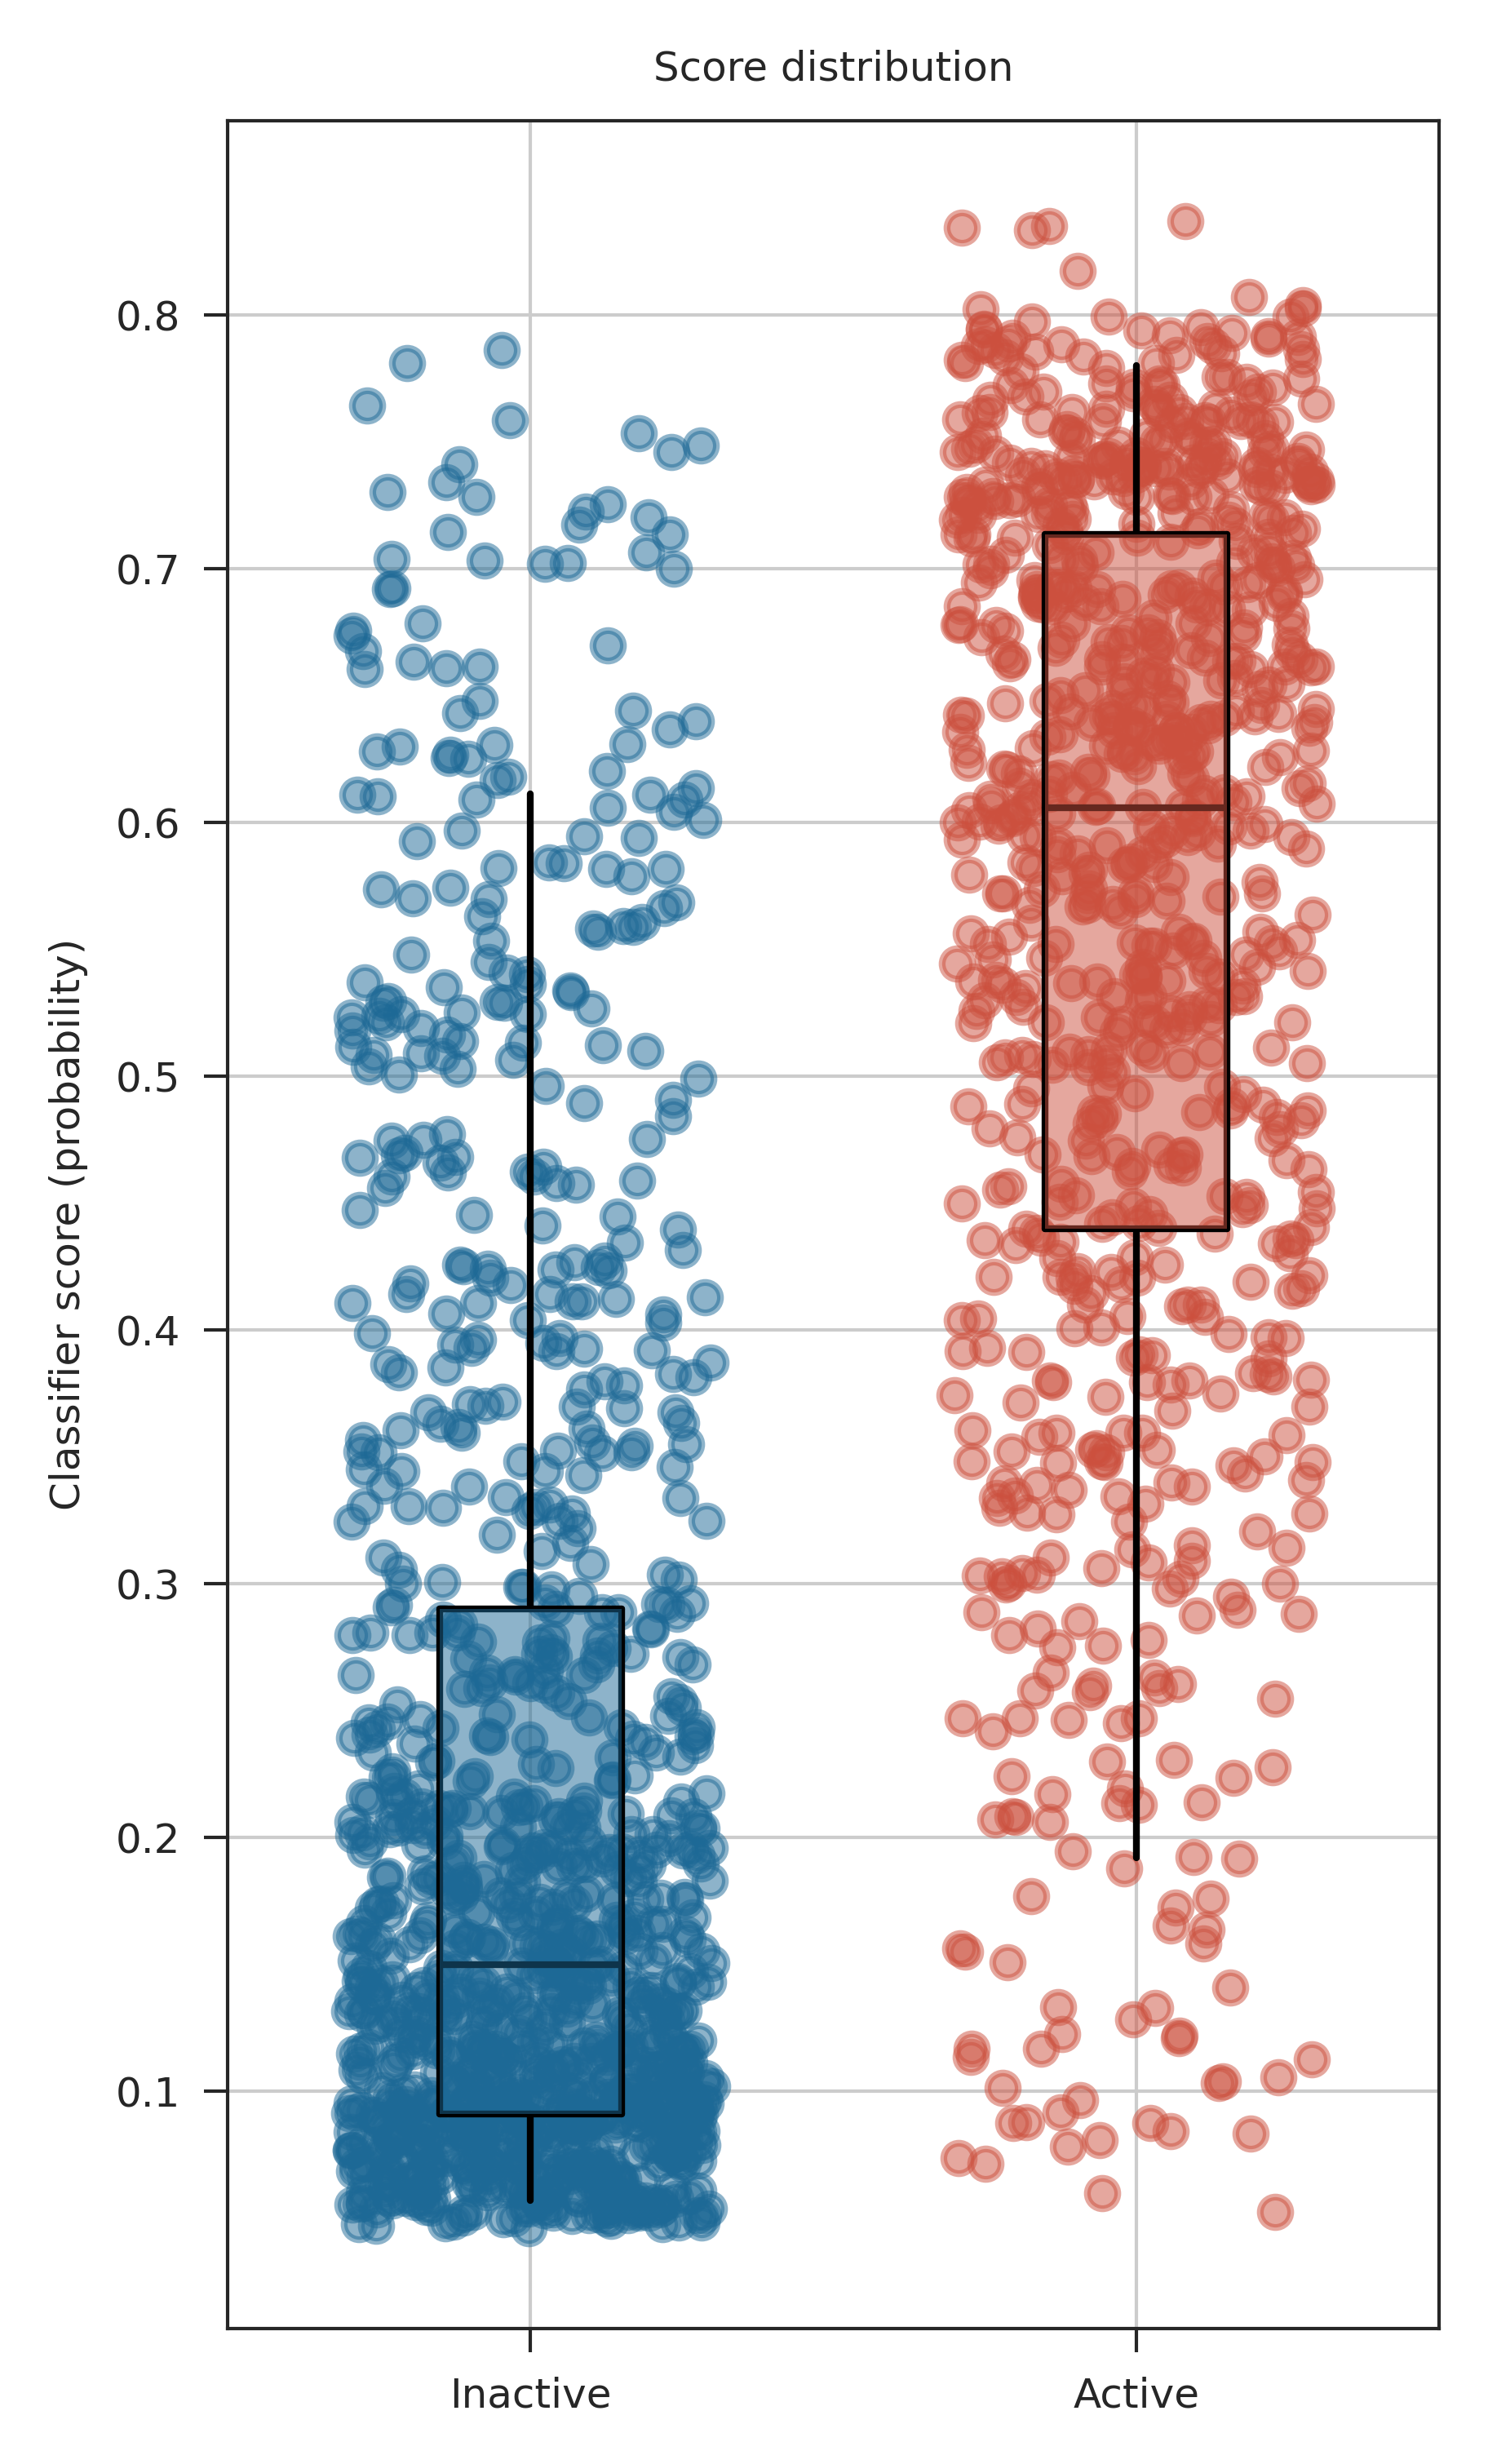 Score distribution
Classifier score (probability)
0.8
0.7
0.6
0.5
0.4
0.3
0.2
0.1
Inactive
Active